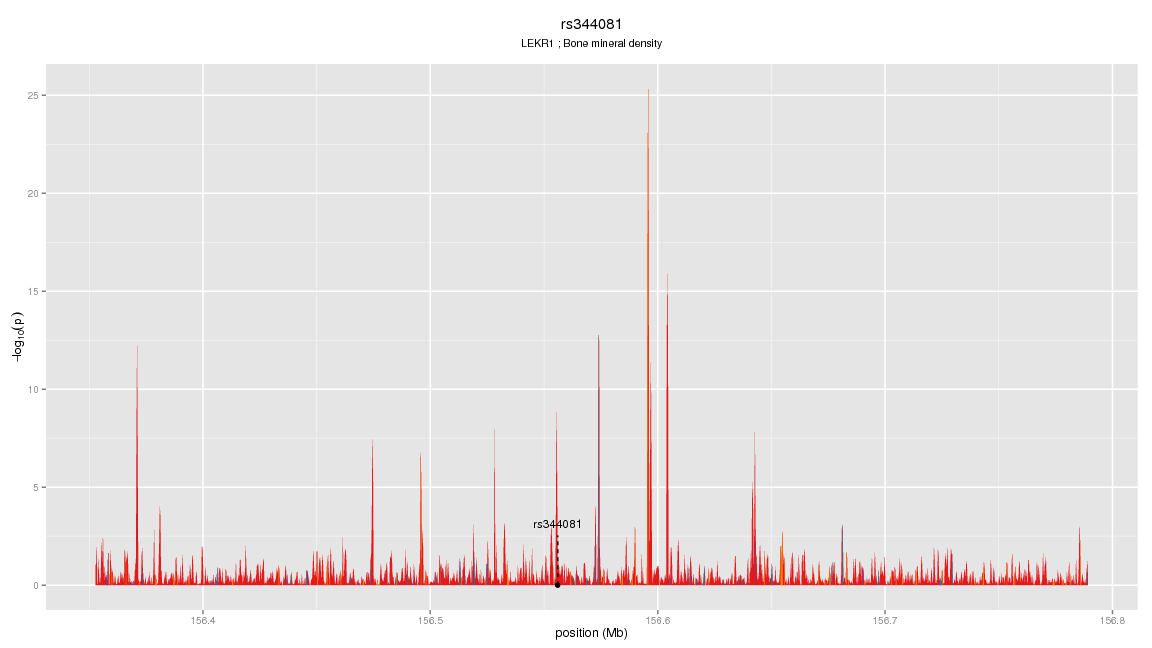 rs344081
LEKR1 ; Bone mineral density
25
20
15
10
5
0
−log10(p)
rs344081
156.4
156.5
156.6
156.7
156.8
position (Mb)